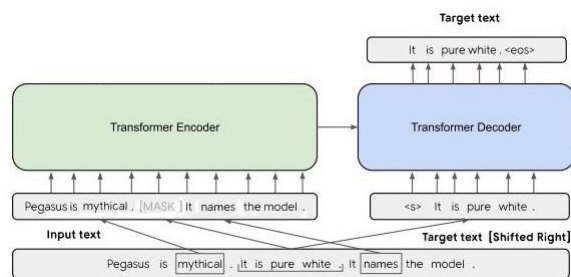 Target text
It is pure white . <eos>
Transformer Encoder
Transformer Decoder
Pegasus is mythical . [MASK] It names the model .
<s> It is pure white .
Input text
Target text [Shifted Right]
Pegasus is mythical . It is pure white . It names the model .